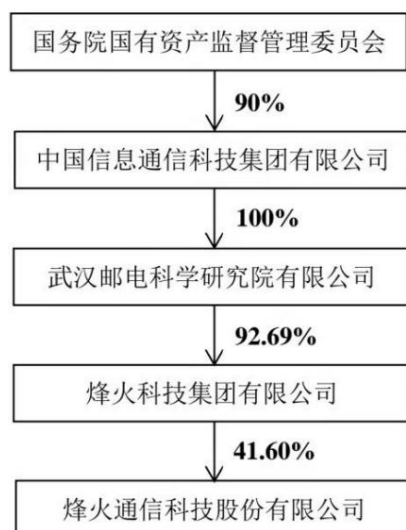 国务院国有资产监督管理委员会
90%
中国信息通信科技集团有限公司
100%
武汉邮电科学研究院有限公司
92.69%
烽火科技集团有限公司
41.60%
烽火通信科技股份有限公司